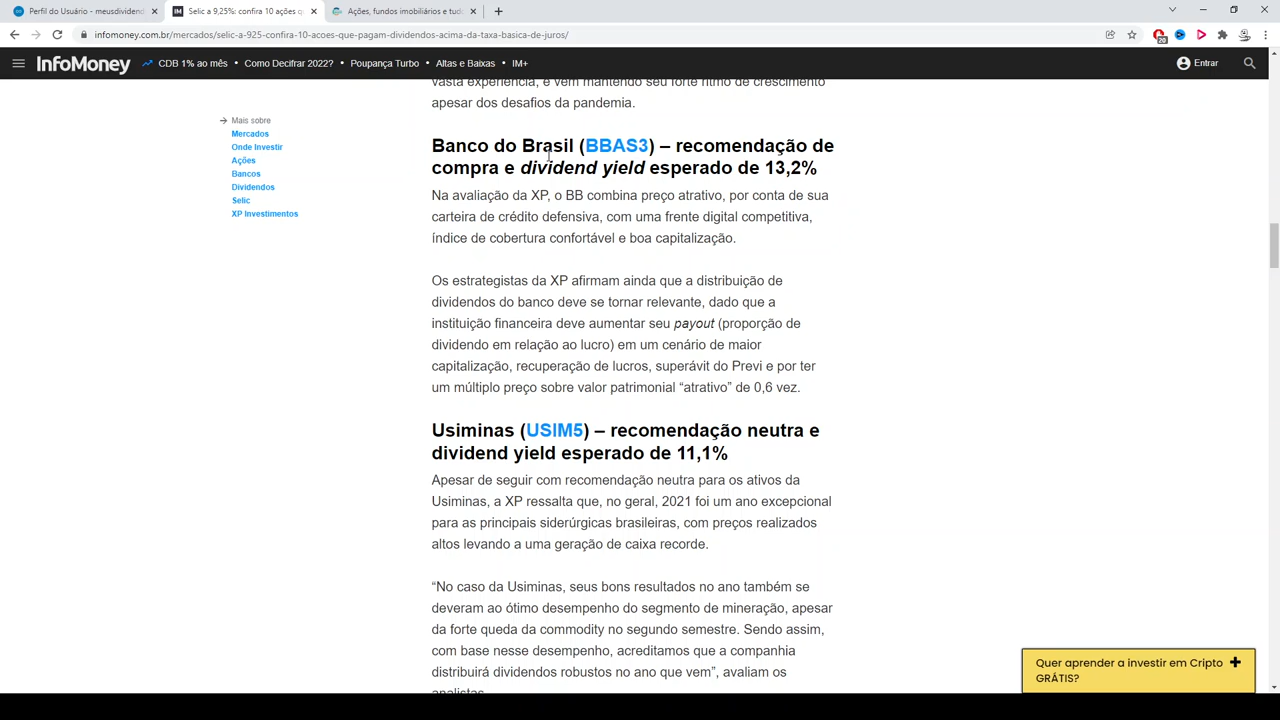 Perfil do Usuário - meusdividend
Selic a 9,25%: confira 10 ações q
Ações, fundos imobiliários e tud
infomoney.com.br/mercados/selic-a-925-confira-10-acoes-que-pagam-dividendos-acima-da-taxa-basica-de-juros/
20
InfoMoney
CDB 1% ao mês • Como Decifrar 2022? • Poupança Turbo • Altas e Baixas • IM+
Entrar
vasta experiência, e vem mantendo seu forte ritmo de crescimento
apesar dos desafios da pandemia.
Mais sobre
Mercados
Onde Investir
Ações
Bancos
Dividendos
Selic
XP Investimentos
Banco do Brasil (BBAS3) – recomendação de
compra e dividend yield esperado de 13,2%
Na avaliação da XP, o BB combina preço atrativo, por conta de sua
carteira de crédito defensiva, com uma frente digital competitiva,
índice de cobertura confortável e boa capitalização.
Os estrategistas da XP afirmam ainda que a distribuição de
dividendos do banco deve se tornar relevante, dado que a
instituição financeira deve aumentar seu payout (proporção de
dividendo em relação ao lucro) em um cenário de maior
capitalização, recuperação de lucros, superávit do Previ e por ter
um múltiplo preço sobre valor patrimonial “atrativo” de 0,6 vez.
Usiminas (USIM5) – recomendação neutra e
dividend yield esperado de 11,1%
Apesar de seguir com recomendação neutra para os ativos da
Usiminas, a XP ressalta que, no geral, 2021 foi um ano excepcional
para as principais siderúrgicas brasileiras, com preços realizados
altos levando a uma geração de caixa recorde.
“No caso da Usiminas, seus bons resultados no ano também se
deveram ao ótimo desempenho do segmento de mineração, apesar
da forte queda da commodity no segundo semestre. Sendo assim,
com base nesse desempenho, acreditamos que a companhia
distribuirá dividendos robustos no ano que vem”, avaliam os
analistas
Quer aprender a investir em Cripto
GRÁTIS?